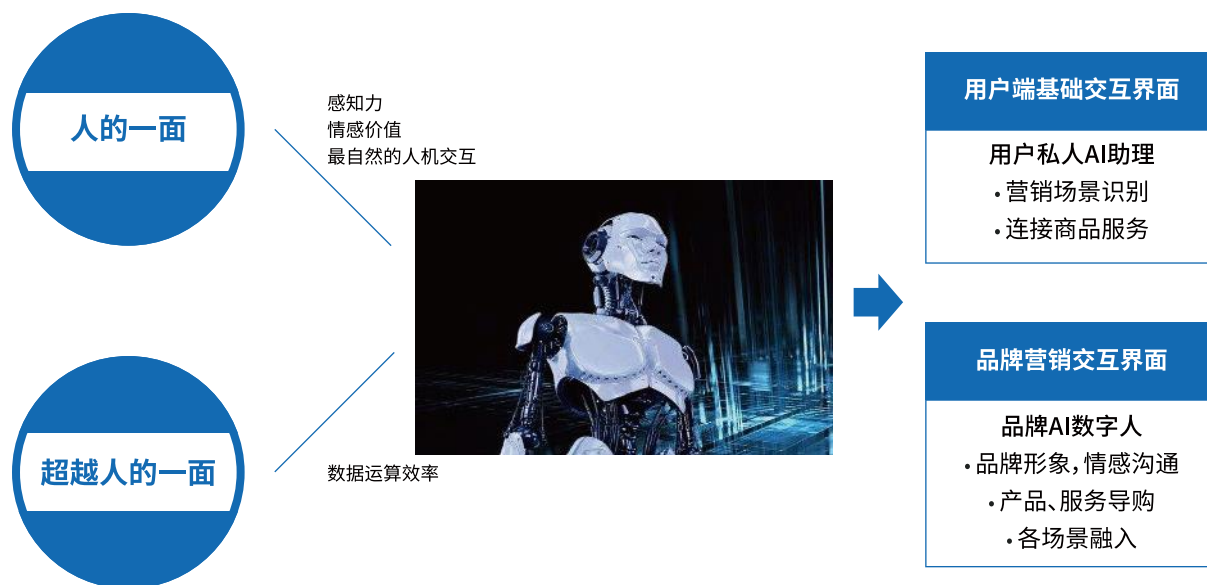 人的一面
感知力
情感价值
最自然的人机交互
超越人的一面
数据运算效率
用户端基础交互界面
用户私人AI助理
•营销场景识别
•连接商品服务
品牌营销交互界面
品牌AI数字人
•品牌形象,情感沟通
•产品、服务导购
•各场景融入